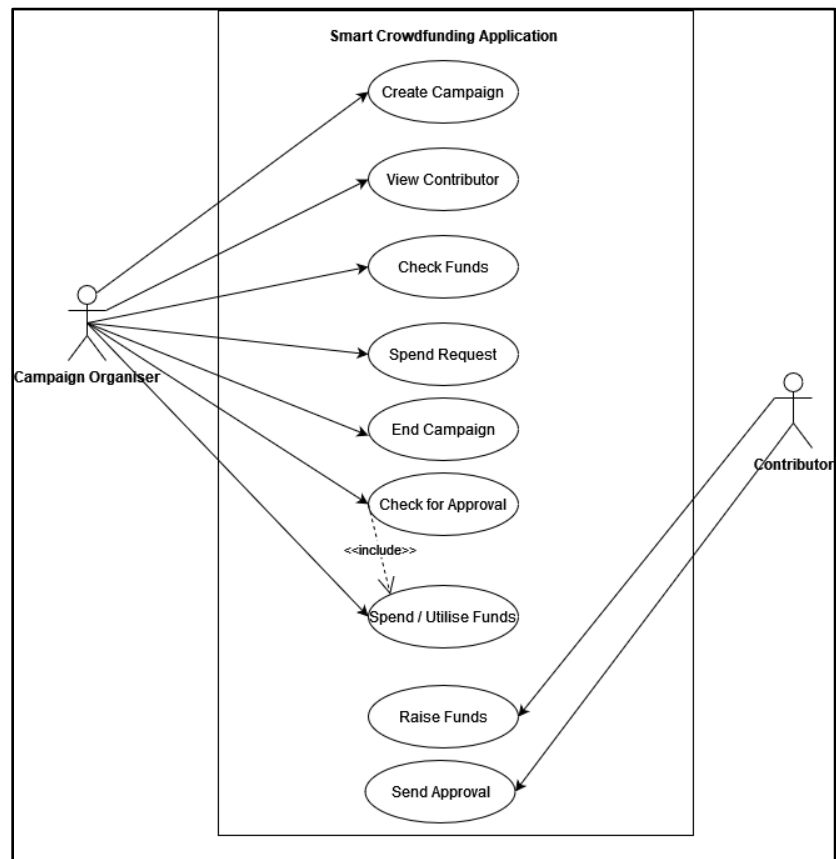 Smart Crowdfunding Application
Create Campaign
View Contributor
Check Funds
Spend Request
Campaign Organiser
End Campaign
Contributor
Check for Approval
<<include>>
Spend / Utilise Funds
Raise Funds
Send Approval